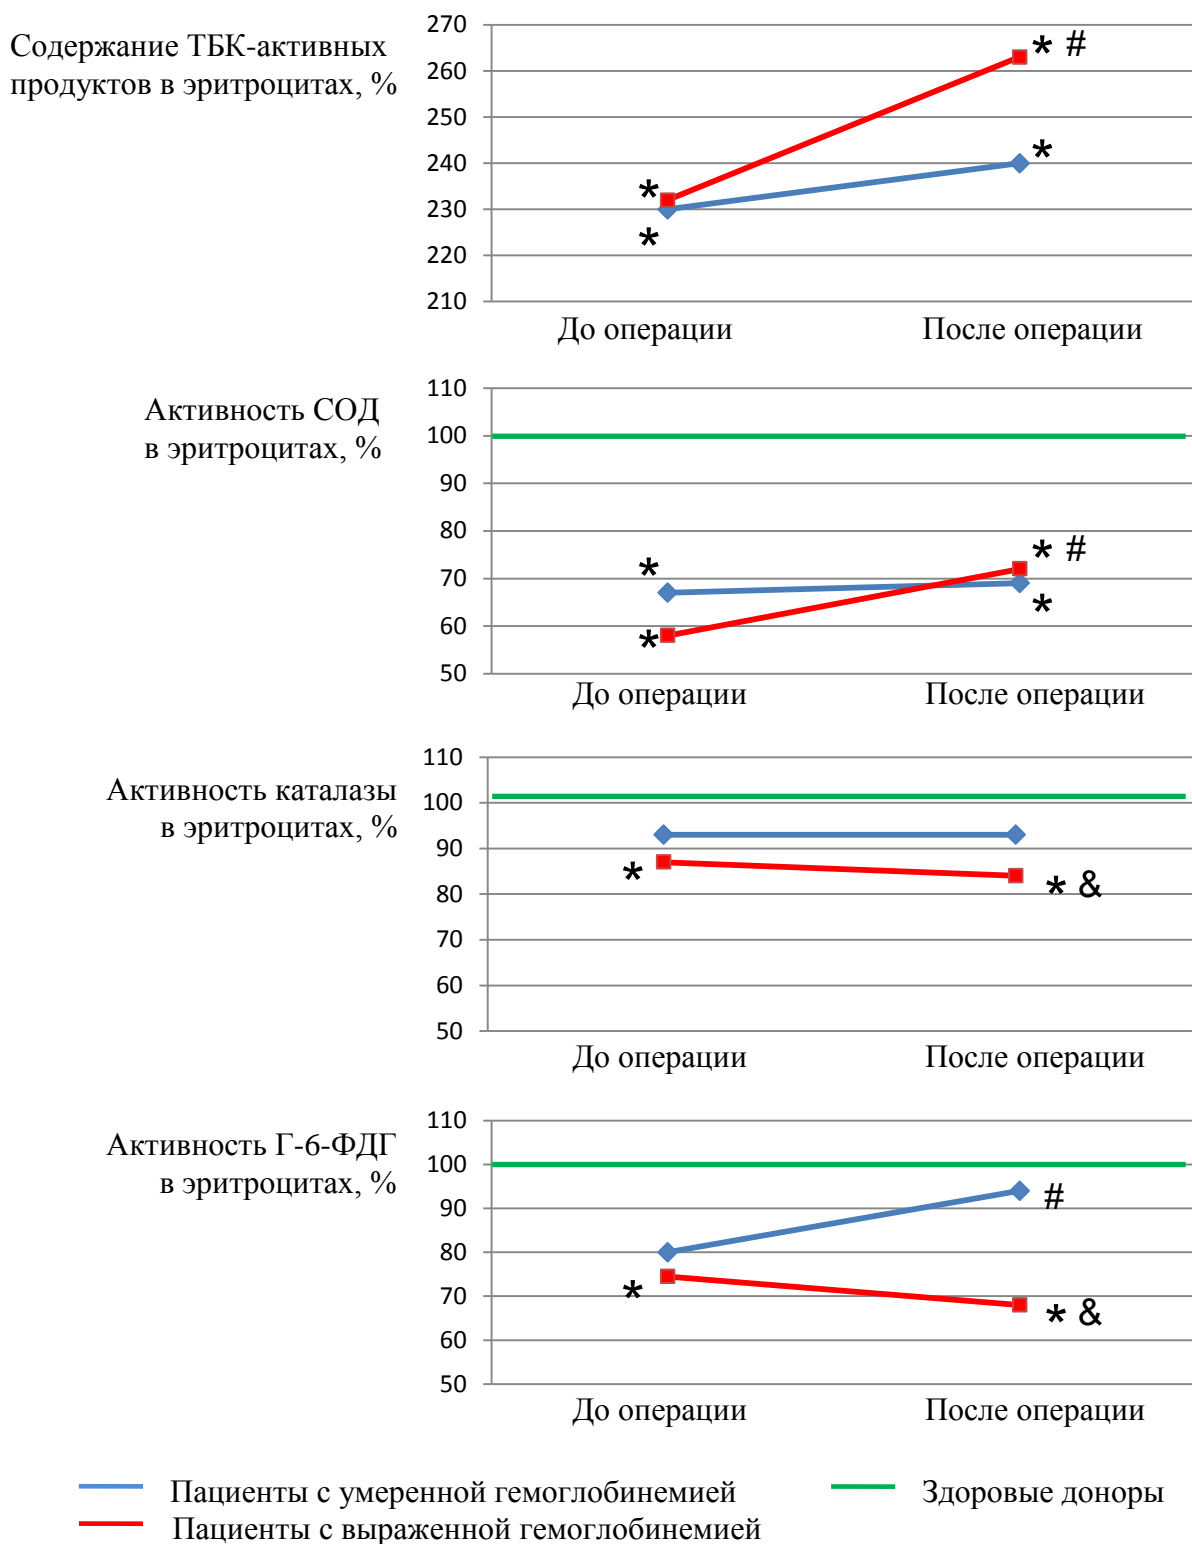 Содержание ТБК-активных
продуктов в эритроцитах, %
270
260
250
240
230
220
210
* #
*
*
*
До операции
После операции
Активность СОД
в эритроцитах, %
110
100
90
80
70
60
50
*
* #
*
*
До операции
После операции
Активность каталазы
в эритроцитах, %
110
100
90
80
70
60
50
*
* &
До операции
После операции
Активность Г-6-ФДГ
в эритроцитах, %
110
100
90
80
70
60
50
#
*
* &
До операции
После операции
Пациенты с умеренной гемоглобинемией
Здоровые доноры
Пациенты с выраженной гемоглобинемией